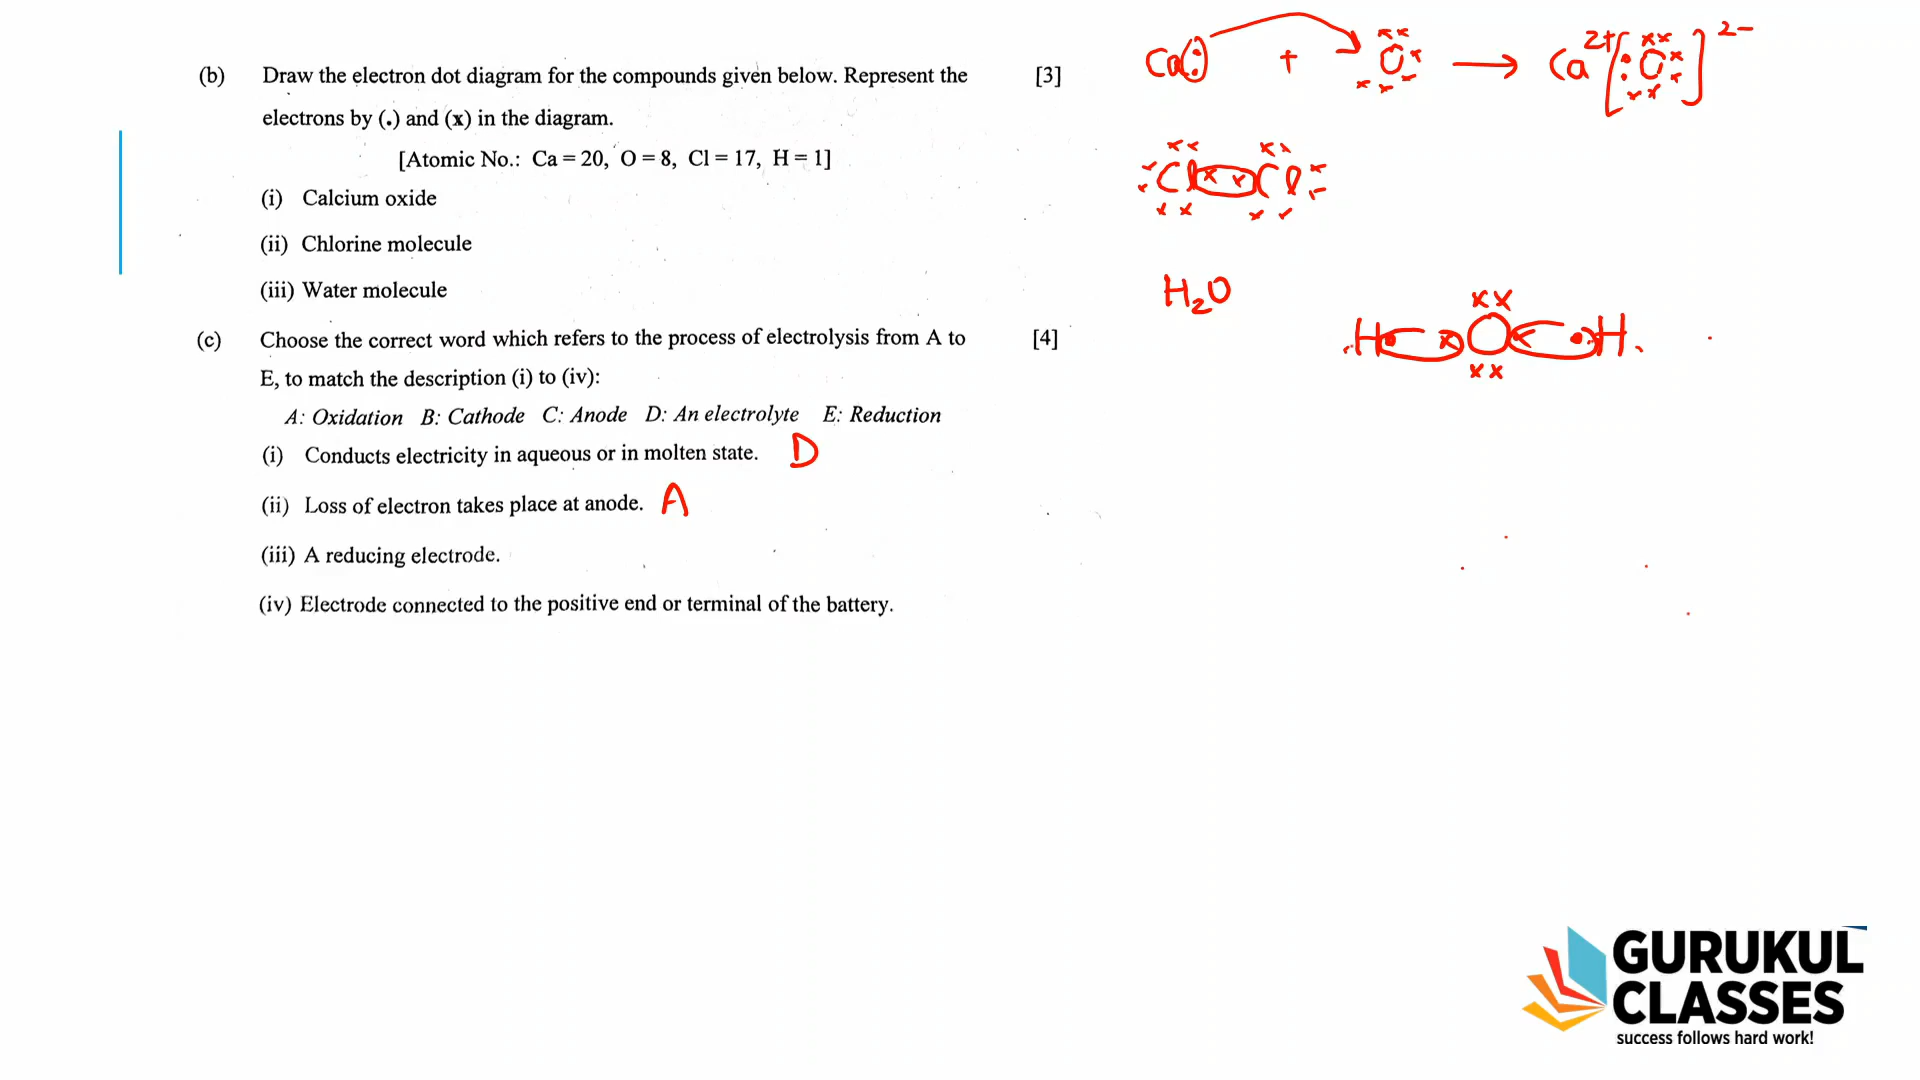 (b) Draw the electron dot diagram for the compounds given below. Represent the [3]
electrons by (.) and (x) in the diagram.
[Atomic No.: Ca = 20, O = 8, Cl = 17, H = 1]
(i) Calcium oxide
(ii) Chlorine molecule
(iii) Water molecule
(c) Choose the correct word which refers to the process of electrolysis from A to [4]
E, to match the description (i) to (iv):
A: Oxidation B: Cathode C: Anode D: An electrolyte E: Reduction
(i) Conducts electricity in aqueous or in molten state. D
(ii) Loss of electron takes place at anode. A
(iii) A reducing electrode.
(iv) Electrode connected to the positive end or terminal of the battery.
Ca: + O → Ca 2+ [:O] 2-
Cl Cl
H₂O
H O H
GURUKUL
CLASSES
success follows hard work!